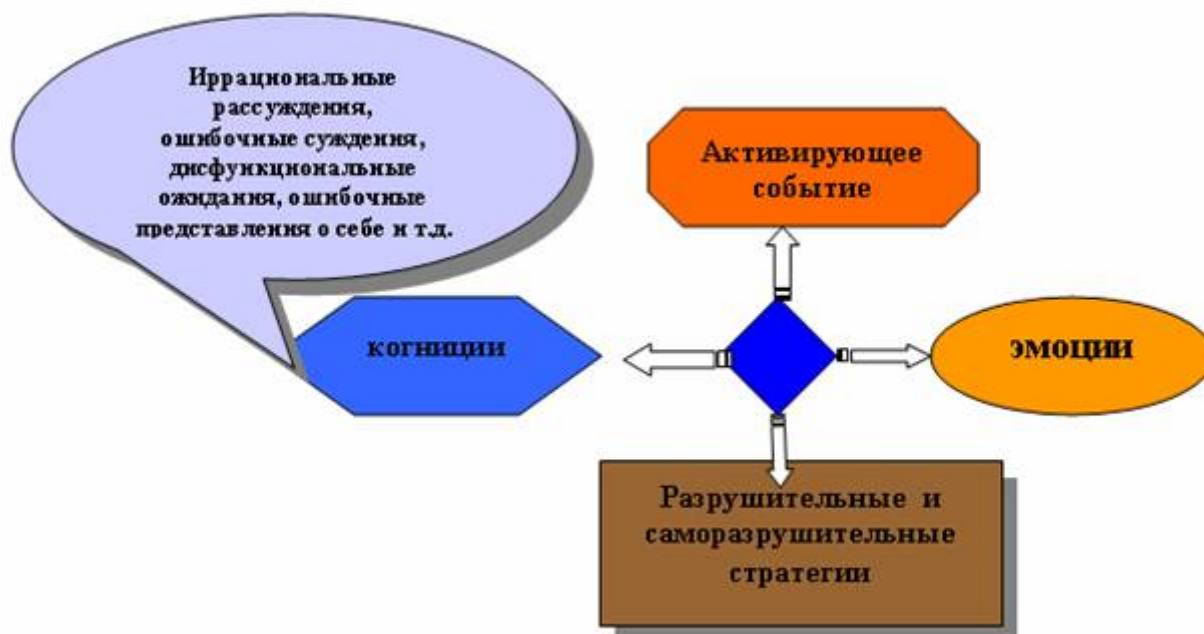 Иррациональные
рассуждения,
ошибочные суждения,
дисфункциональные
ожидания, ошибочные
представления о себе и т.д.
Активирующее
событие
когниции
эмоции
Разрушительные и
саморазрушительные
стратегии